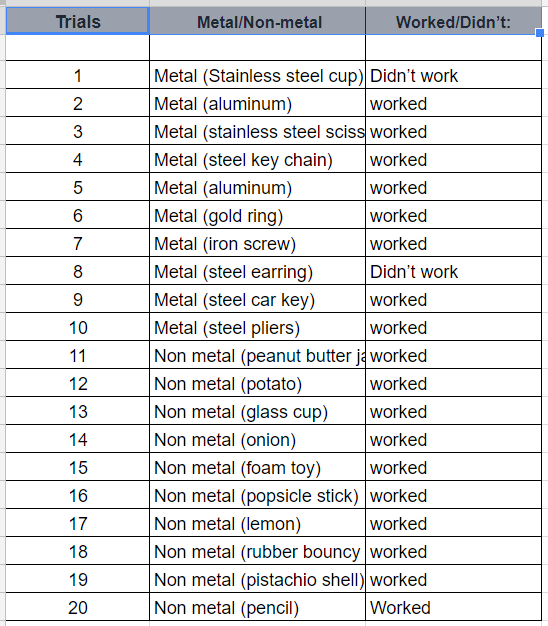 Trials Metal/Non-metal Worked/Didn’t:
1 Metal (Stainless steel cup) Didn’t work
2 Metal (aluminum) worked
3 Metal (stainless steel sciss worked
4 Metal (steel key chain) worked
5 Metal (aluminum) worked
6 Metal (gold ring) worked
7 Metal (iron screw) worked
8 Metal (steel earring) Didn’t work
9 Metal (steel car key) worked
10 Metal (steel pliers) worked
11 Non metal (peanut butter ja worked
12 Non metal (potato) worked
13 Non metal (glass cup) worked
14 Non metal (onion) worked
15 Non metal (foam toy) worked
16 Non metal (popsicle stick) worked
17 Non metal (lemon) worked
18 Non metal (rubber bouncy worked
19 Non metal (pistachio shell) worked
20 Non metal (pencil) Worked